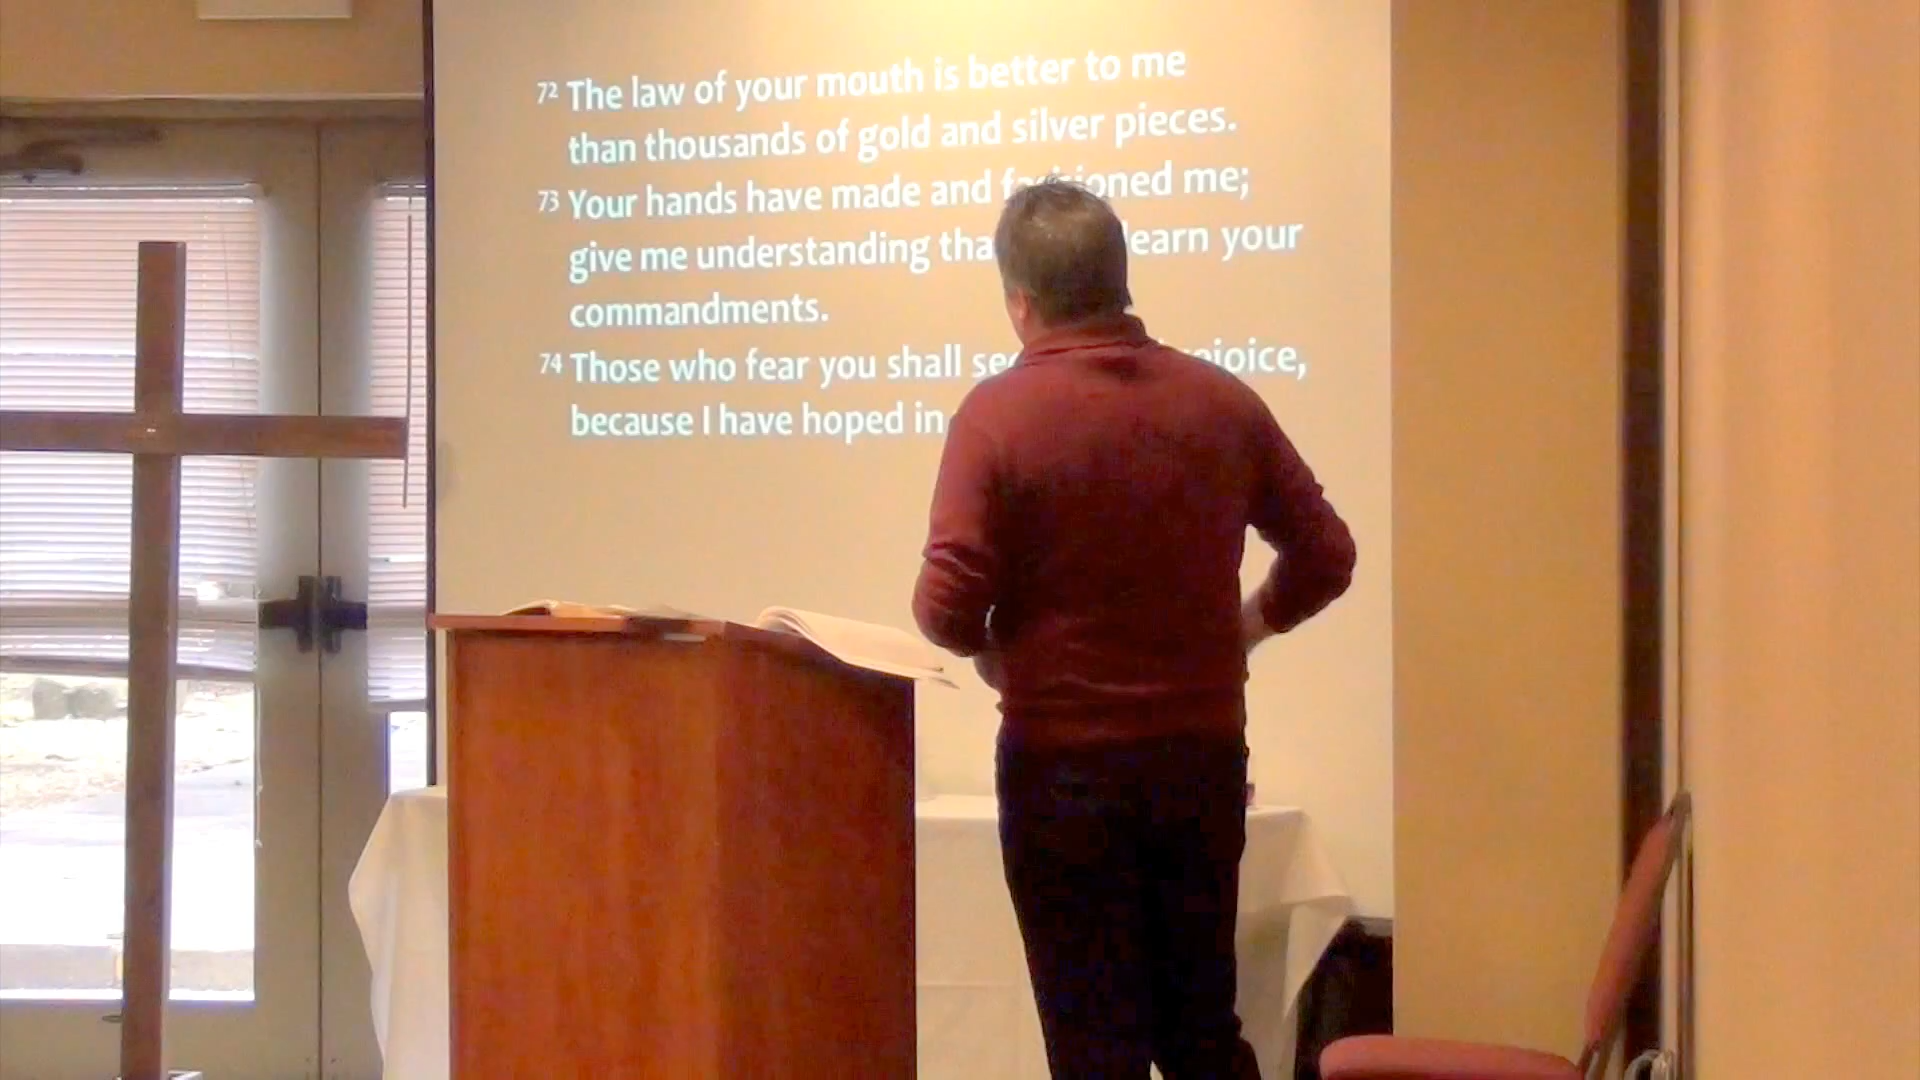 72 The law of your mouth is better to me
than thousands of gold and silver pieces.
73 Your hands have made and me;
give me understanding learn your
commandments.
74 Those who fear you shall
because I have hoped in